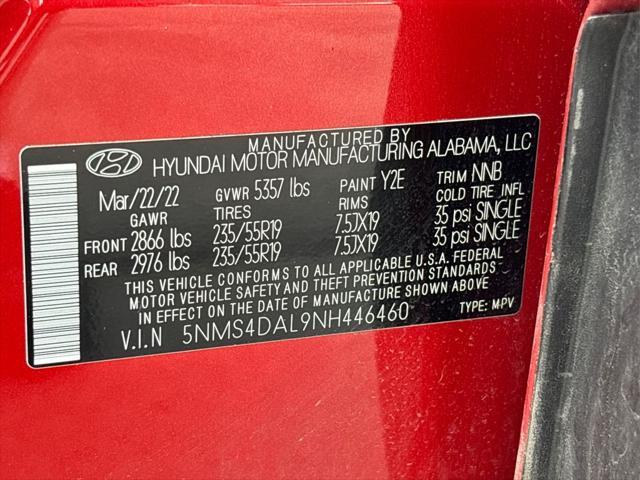 MANUFACTURED BY
HYUNDAI MOTOR MANUFACTURING ALABAMA, LLC
Mar/22/22 GVWR 5357 lbs PAINT Y2E TRIM NNB
GAWR TIRES RIMS COLD TIRE INFL
FRONT 2866 lbs 235/55R19 7.5JX19 35 psi SINGLE
REAR 2976 lbs 235/55R19 7.5JX19 35 psi SINGLE
THIS VEHICLE CONFORMS TO ALL APPLICABLE U.S.A. FEDERAL
MOTOR VEHICLE SAFETY AND THEFT PREVENTION STANDARDS
IN EFFECT ON THE DATE OF MANUFACTURE SHOWN ABOVE
V.I.N 5NMS4DAL9NH446460 TYPE: MPV